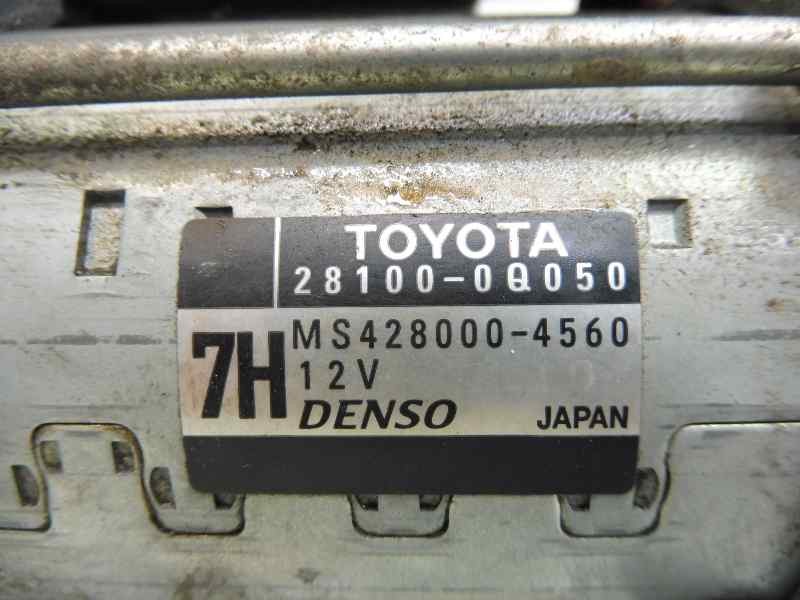 TOYOTA
28100-0Q050
7H
MS428000-4560
12V
DENSO JAPAN